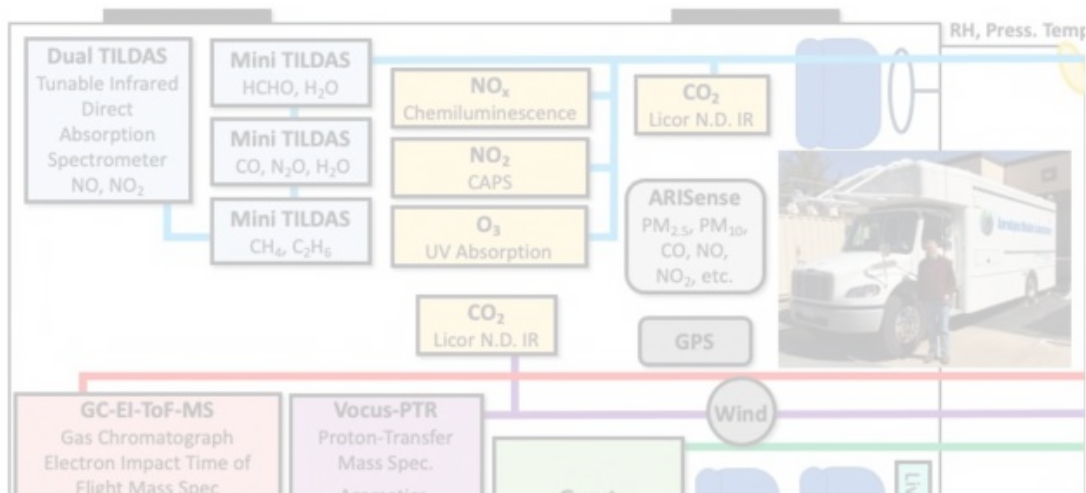 RH, Press. Temp
Dual TILDAS
Tunable Infrared
Direct
Absorption
Spectrometer
NO, NO₂
Mini TILDAS
HCHO, H₂O
Mini TILDAS
CO, N₂O, H₂O
Mini TILDAS
CH₄, C₂H₆
NOₓ
Chemiluminescence
NO₂
CAPS
O₃
UV Absorption
CO₂
Licor N.D. IR
ARISense
PM₂.₅, PM₁₀,
CO, NO,
NO₂, etc.
CO₂
Licor N.D. IR
GPS
Wind
GC-EI-ToF-MS
Gas Chromatograph
Electron Impact Time of
Flight Mass Spec
Vocus-PTR
Proton-Transfer
Mass Spec.